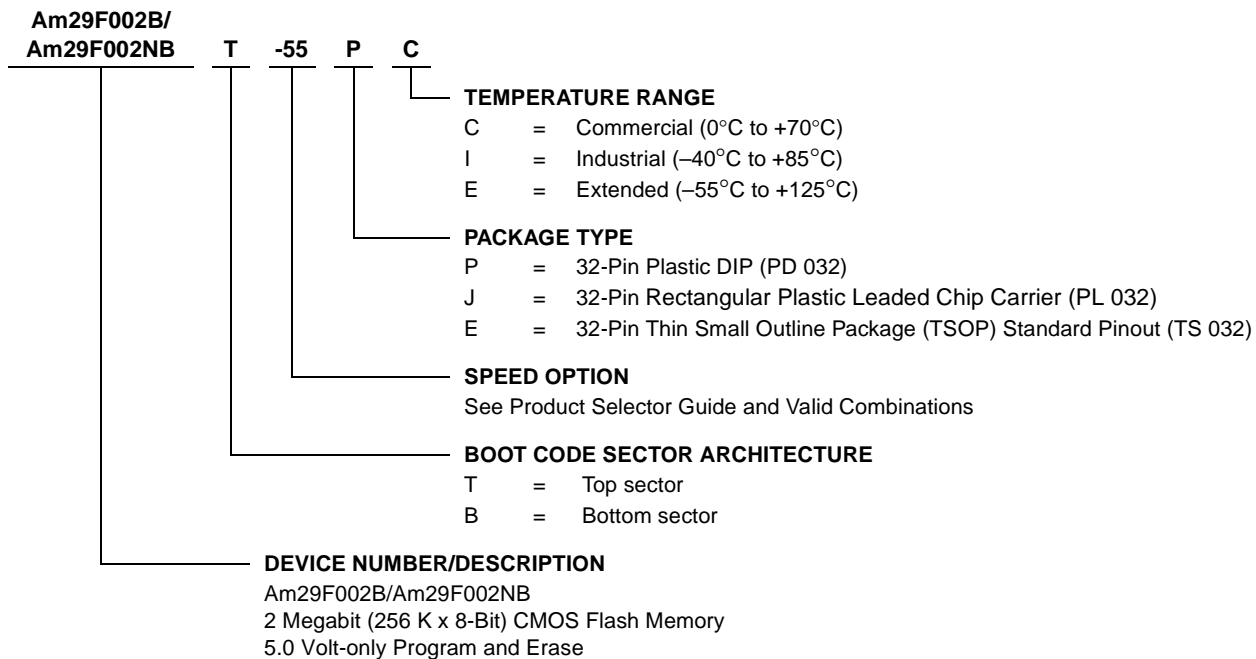 Am29F002B/
Am29F002NB T -55 P C
TEMPERATURE RANGE
C = Commercial (0°C to +70°C)
I = Industrial (–40°C to +85°C)
E = Extended (–55°C to +125°C)
PACKAGE TYPE
P = 32-Pin Plastic DIP (PD 032)
J = 32-Pin Rectangular Plastic Leaded Chip Carrier (PL 032)
E = 32-Pin Thin Small Outline Package (TSOP) Standard Pinout (TS 032)
SPEED OPTION
See Product Selector Guide and Valid Combinations
BOOT CODE SECTOR ARCHITECTURE
T = Top sector
B = Bottom sector
DEVICE NUMBER/DESCRIPTION
Am29F002B/Am29F002NB
2 Megabit (256 K x 8-Bit) CMOS Flash Memory
5.0 Volt-only Program and Erase